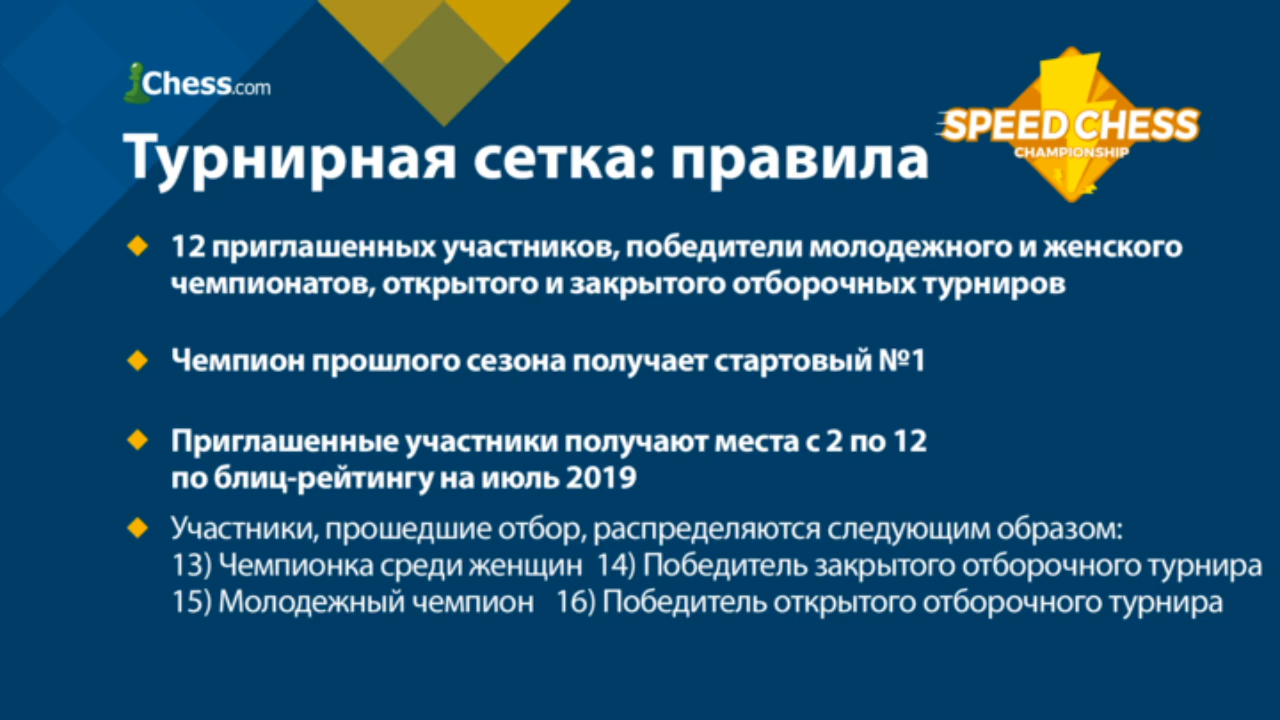 Chess.com
SPEED CHESS
CHAMPIONSHIP
Турнирная сетка: правила
12 приглашенных участников, победители молодежного и женского
чемпионатов, открытого и закрытого отборочных турниров
Чемпион прошлого сезона получает стартовый №1
Приглашенные участники получают места с 2 по 12
по блиц-рейтингу на июль 2019
Участники, прошедшие отбор, распределяются следующим образом:
13) Чемпионка среди женщин 14) Победитель закрытого отборочного турнира
15) Молодежный чемпион 16) Победитель открытого отборочного турнира